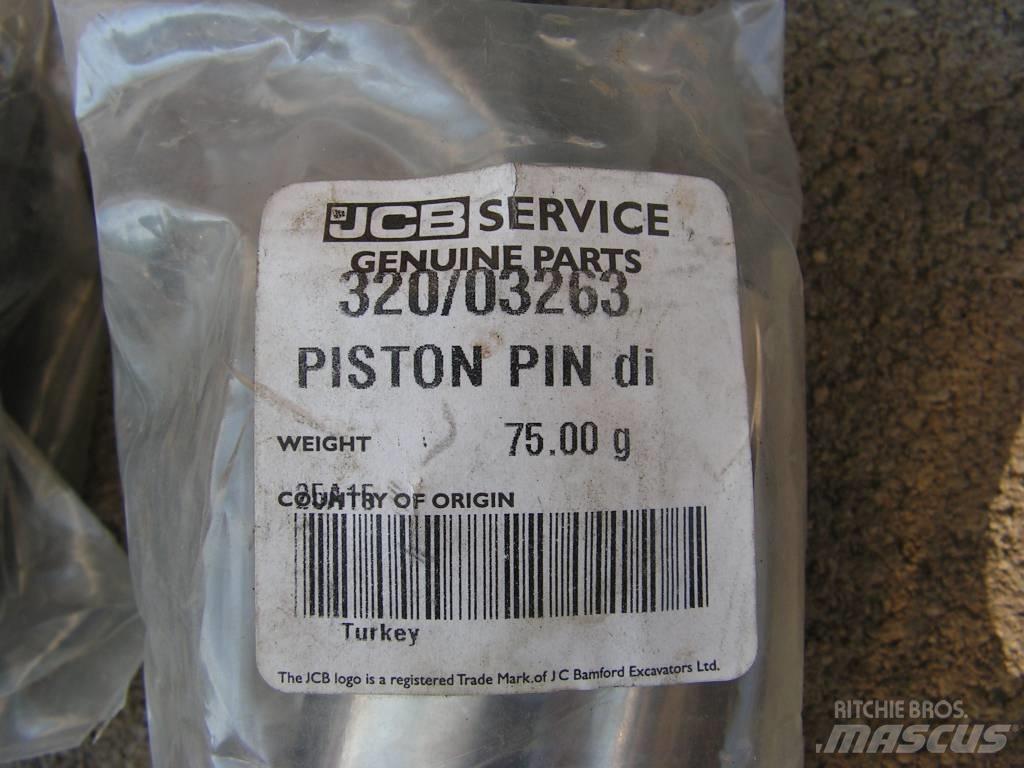 JCB SERVICE
GENUINE PARTS
320/03263
PISTON PIN di
WEIGHT 75.00 g
COUNTRY OF ORIGIN
Turkey
The JCB logo is a registered Trade Mark of J C Bamford Excavators Ltd.
RITCHIE BROS.
MASCUS